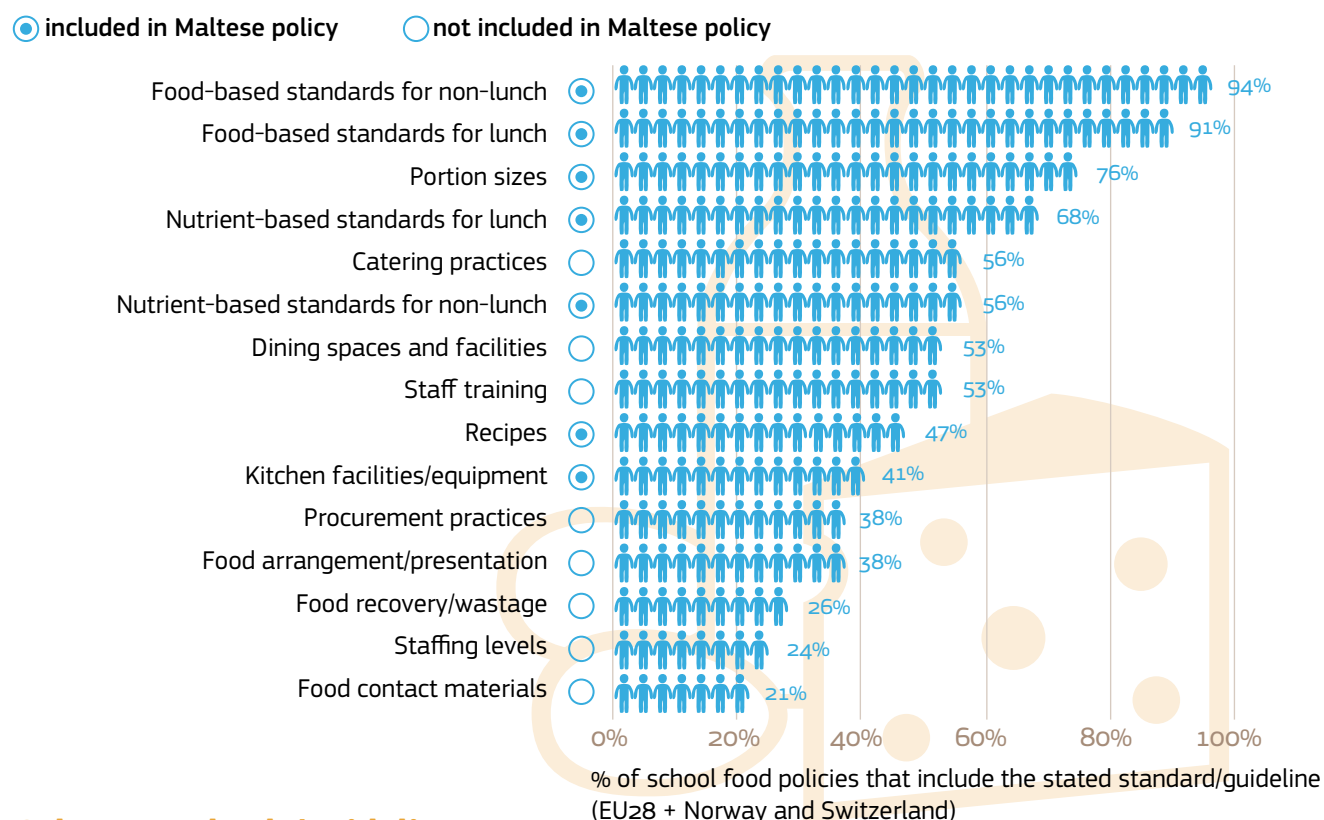 included in Maltese policy not included in Maltese policy
Food-based standards for non-lunch 94%
Food-based standards for lunch 91%
Portion sizes 76%
Nutrient-based standards for lunch 68%
Catering practices 56%
Nutrient-based standards for non-lunch 56%
Dining spaces and facilities 53%
Staff training 53%
Recipes 47%
Kitchen facilities/equipment 41%
Procurement practices 38%
Food arrangement/presentation 38%
Food recovery/wastage 26%
Staffing levels 24%
Food contact materials 21%
0% 20% 40% 60% 80% 100%
% of school food policies that include the stated standard/guideline
(EU28 + Norway and Switzerland)